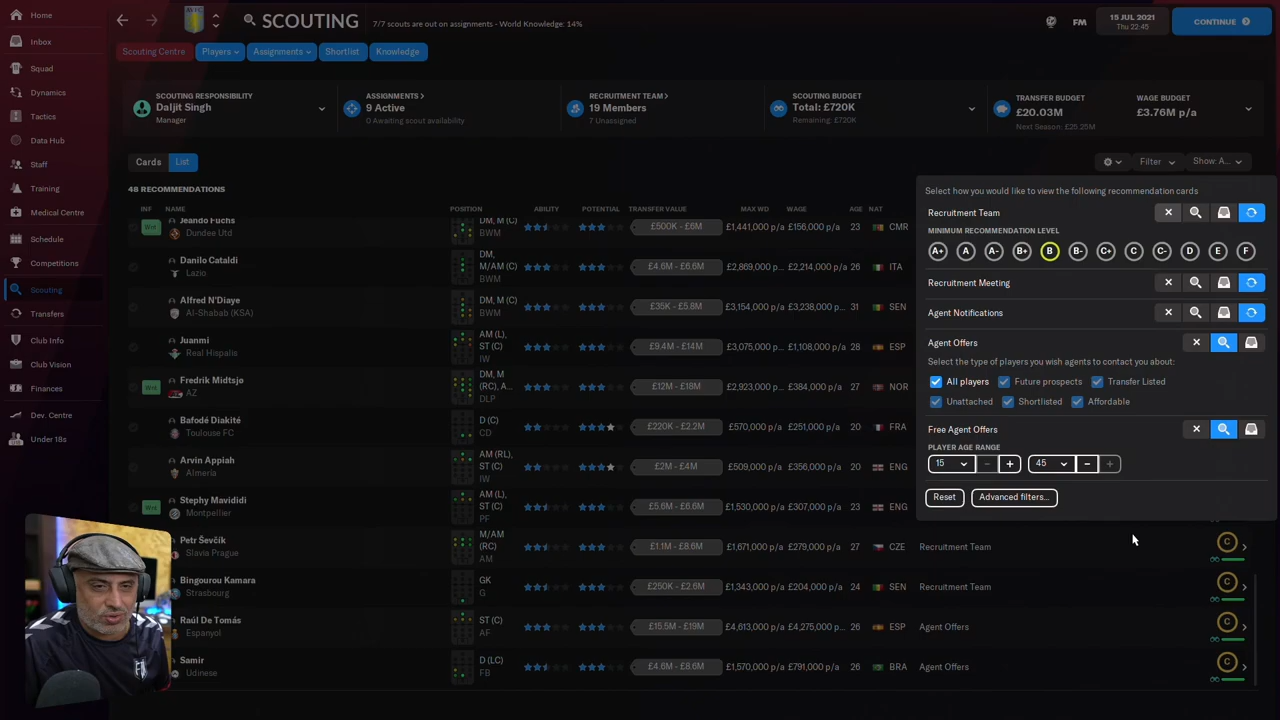 Home
Inbox
Squad
Dynamics
Tactics
Data Hub
Staff
Training
Medical Centre
Schedule
Competitions
Scouting
Transfers
Club Info
Club Vision
Finances
Dev. Centre
Under 18s
AVFC
SCOUTING
7/7 scouts are out on assignments - World Knowledge: 14%
FM
15 JUL 2021
Thu 22:45
CONTINUE
Scouting Centre
Players
Assignments
Shortlist
Knowledge
SCOUTING RESPONSIBILITY
Daljit Singh
Manager
ASSIGNMENTS >
9 Active
0 Awaiting scout availability
RECRUITMENT TEAM >
19 Members
7 Unassigned
SCOUTING BUDGET
Total: £720K
Remaining: £720K
TRANSFER BUDGET
£20.03M
Next Season: £25.25M
WAGE BUDGET
£3.76M p/a
Cards
List
Filter
Show: A...
48 RECOMMENDATIONS
INF NAME POSITION ABILITY POTENTIAL TRANSFER VALUE MAX WD WAGE AGE NAT
Wnt Jeando Fuchs DM, M (C) £500K - £6M £1,441,000 p/a £156,000 p/a 23 CMR
Dundee Utd BWM
Danilo Cataldi DM, M/AM (C) £4.6M - £6.6M £2,869,000 p... £2,214,000 p/a 26 ITA
Lazio BWM
Alfred N'Diaye DM, M (C) £35K - £5.8M £3,154,000 p... £3,238,000 p... 31 SEN
Al-Shabab (KSA) BWM
Juanmi AM (L), ST (C) £9.4M - £14M £3,075,000 p... £1,108,000 p/a 28 ESP
Real Hispalis IW
Wnt Fredrik Midtsjo DM, M (RC), A... £12M - £18M £2,923,000 p... £384,000 p/a 27 NOR
AZ DLP
Bafodé Diakité D (C) £220K - £2.2M £570,000 p/a £251,000 p/a 20 FRA
Toulouse FC CD
Arvin Appiah AM (RL), ST (C) £2M - £4M £509,000 p/a £356,000 p/a 20 ENG
Almería IW
Wnt Stephy Mavididi AM (L), ST (C) £5.6M - £6.6M £1,530,000 p/a £307,000 p/a 23 ENG
Montpellier PF
Petr Ševčík M/AM (RC) £1.1M - £8.6M £1,671,000 p/a £279,000 p/a 27 CZE Recruitment Team C
Slavia Prague AM
Bingourou Kamara GK £250K - £2.6M £1,343,000 p/a £204,000 p/a 24 SEN Recruitment Team C
Strasbourg G
Raúl De Tomás ST (C) £15.5M - £19M £4,613,000 p/a £4,275,000 p/a 26 ESP Agent Offers C
Espanyol AF
Samir D (LC) £4.6M - £8.6M £1,570,000 p/a £791,000 p/a 26 BRA Agent Offers C
Udinese FB
Select how you would like to view the following recommendation cards
Recruitment Team
MINIMUM RECOMMENDATION LEVEL
A+ A A- B+ B B- C+ C C- D E F
Recruitment Meeting
Agent Notifications
Agent Offers
Select the type of players you wish agents to contact you about:
All players Future prospects Transfer Listed
Unattached Shortlisted Affordable
Free Agent Offers
PLAYER AGE RANGE
15 - + 45 - +
Reset
Advanced filters...